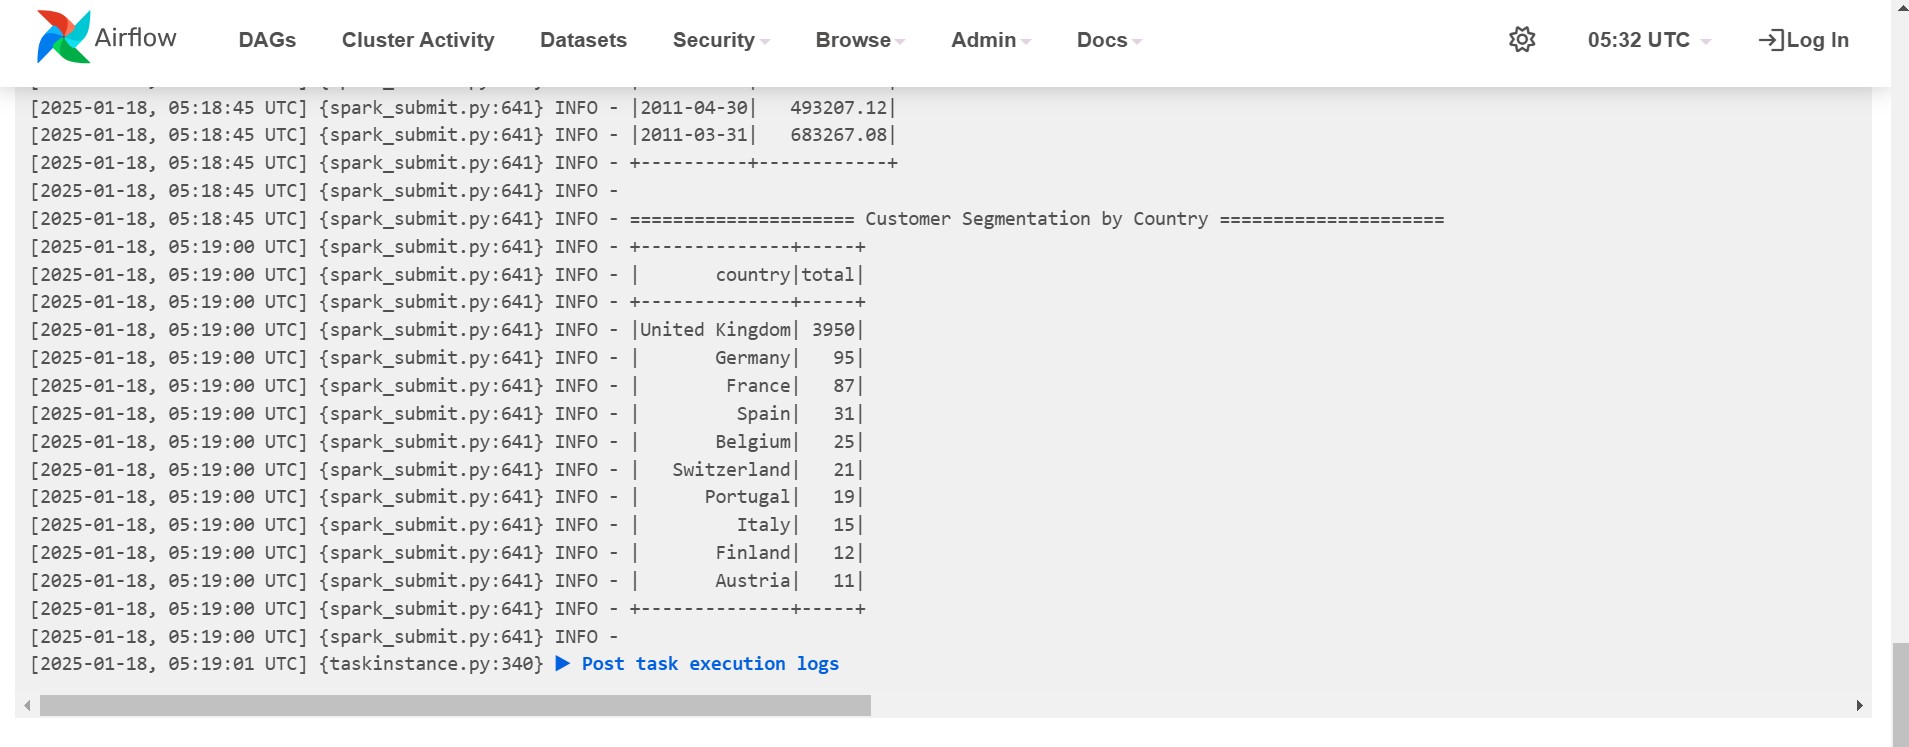 Airflow DAGs Cluster Activity Datasets Security Browse Admin Docs 05:32 UTC Log In
[2025-01-18, 05:18:45 UTC] {spark_submit.py:641} INFO - |2011-04-30|   493207.12|
[2025-01-18, 05:18:45 UTC] {spark_submit.py:641} INFO - |2011-03-31|   683267.08|
[2025-01-18, 05:18:45 UTC] {spark_submit.py:641} INFO - +----------+------------+
[2025-01-18, 05:18:45 UTC] {spark_submit.py:641} INFO -
[2025-01-18, 05:18:45 UTC] {spark_submit.py:641} INFO - ===================== Customer Segmentation by Country =====================
[2025-01-18, 05:19:00 UTC] {spark_submit.py:641} INFO - +--------------+-----+
[2025-01-18, 05:19:00 UTC] {spark_submit.py:641} INFO - |       country|total|
[2025-01-18, 05:19:00 UTC] {spark_submit.py:641} INFO - +--------------+-----+
[2025-01-18, 05:19:00 UTC] {spark_submit.py:641} INFO - |United Kingdom| 3950|
[2025-01-18, 05:19:00 UTC] {spark_submit.py:641} INFO - |       Germany|   95|
[2025-01-18, 05:19:00 UTC] {spark_submit.py:641} INFO - |        France|   87|
[2025-01-18, 05:19:00 UTC] {spark_submit.py:641} INFO - |         Spain|   31|
[2025-01-18, 05:19:00 UTC] {spark_submit.py:641} INFO - |       Belgium|   25|
[2025-01-18, 05:19:00 UTC] {spark_submit.py:641} INFO - |   Switzerland|   21|
[2025-01-18, 05:19:00 UTC] {spark_submit.py:641} INFO - |      Portugal|   19|
[2025-01-18, 05:19:00 UTC] {spark_submit.py:641} INFO - |         Italy|   15|
[2025-01-18, 05:19:00 UTC] {spark_submit.py:641} INFO - |       Finland|   12|
[2025-01-18, 05:19:00 UTC] {spark_submit.py:641} INFO - |       Austria|   11|
[2025-01-18, 05:19:00 UTC] {spark_submit.py:641} INFO - +--------------+-----+
[2025-01-18, 05:19:00 UTC] {spark_submit.py:641} INFO -
[2025-01-18, 05:19:01 UTC] {taskinstance.py:340} ▶ Post task execution logs